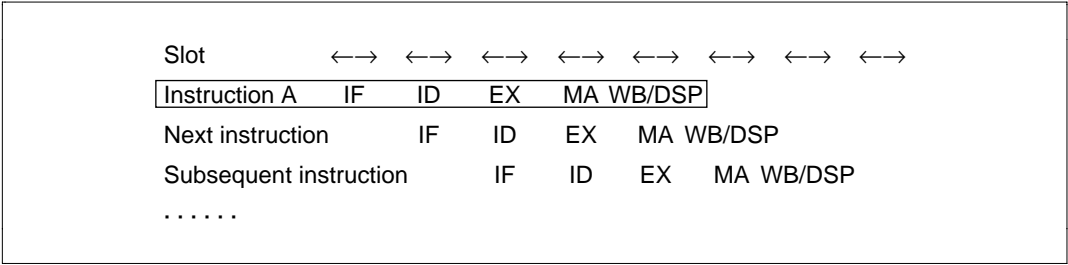 Slot ←→ ←→ ←→ ←→ ←→ ←→ ←→ ←→
Instruction A IF ID EX MA WB/DSP
Next instruction IF ID EX MA WB/DSP
Subsequent instruction IF ID EX MA WB/DSP
. . . . . .